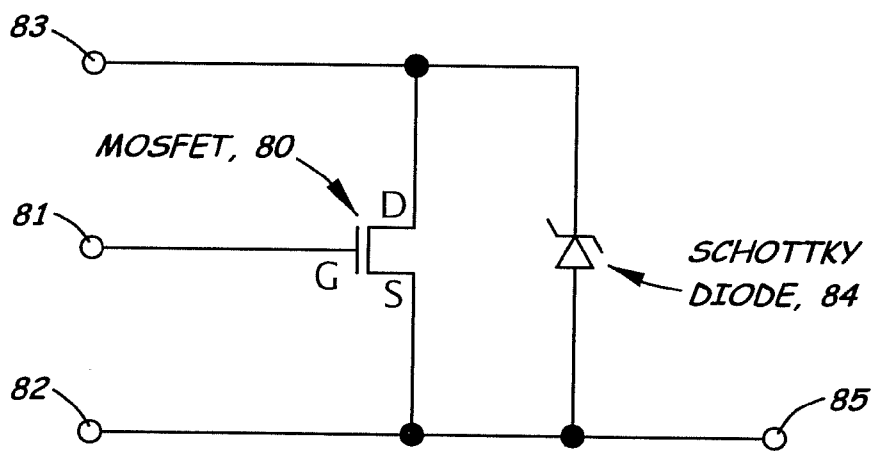 83
MOSFET, 80
D
81
G
S
SCHOTTKY
DIODE, 84
82
85